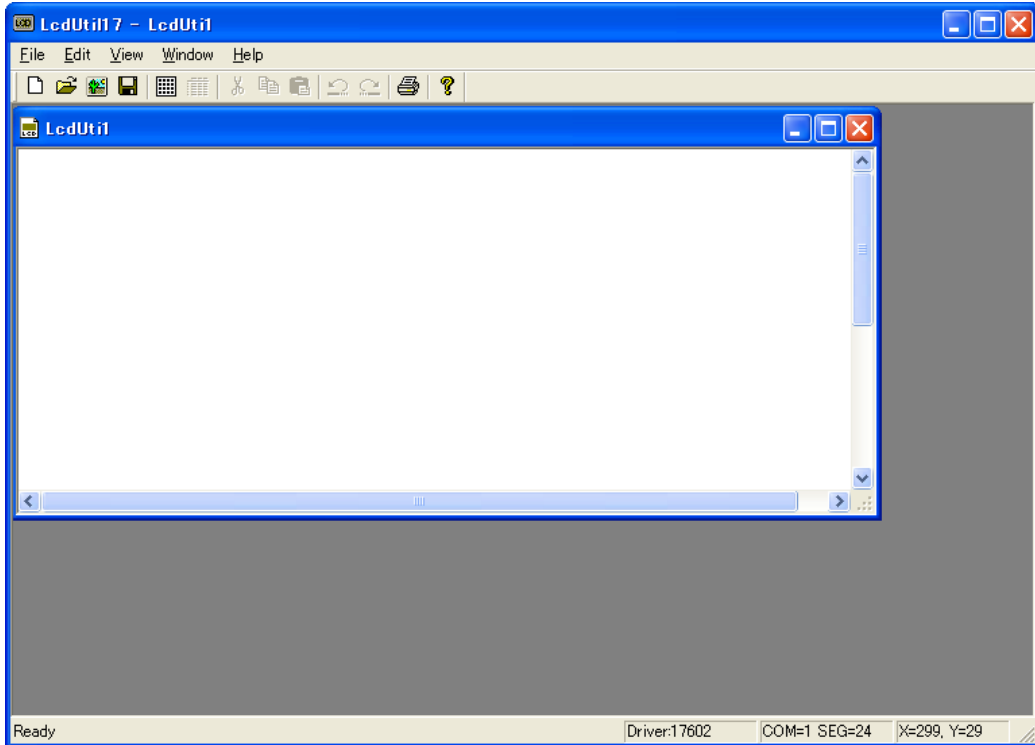 LcdUtil17 - LcdUti1
File Edit View Window Help
LcdUti1
Ready Driver:17602 COM=1 SEG=24 X=299, Y=29